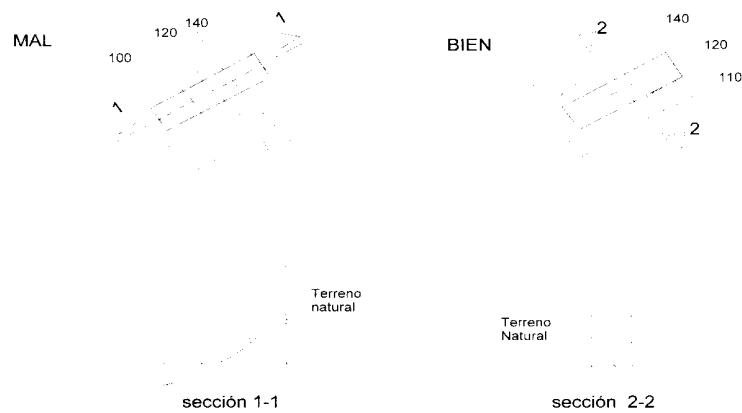 MAL
100
120
140
1
1
BIEN
2
140
120
110
2
Terreno
natural
sección 1-1
Terreno
Natural
sección 2-2